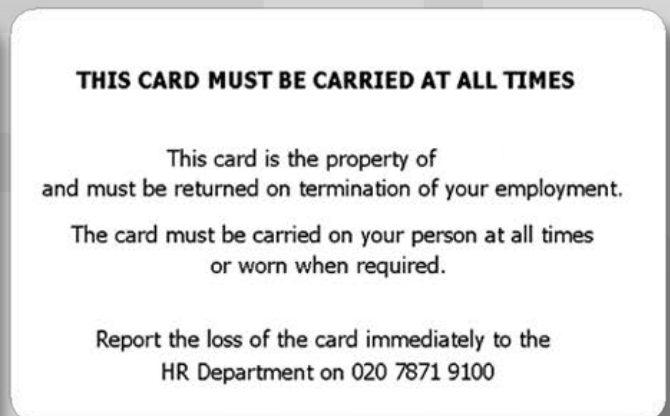 THIS CARD MUST BE CARRIED AT ALL TIMES
This card is the property of
and must be returned on termination of your employment.
The card must be carried on your person at all times
or worn when required.
Report the loss of the card immediately to the
HR Department on 020 7871 9100